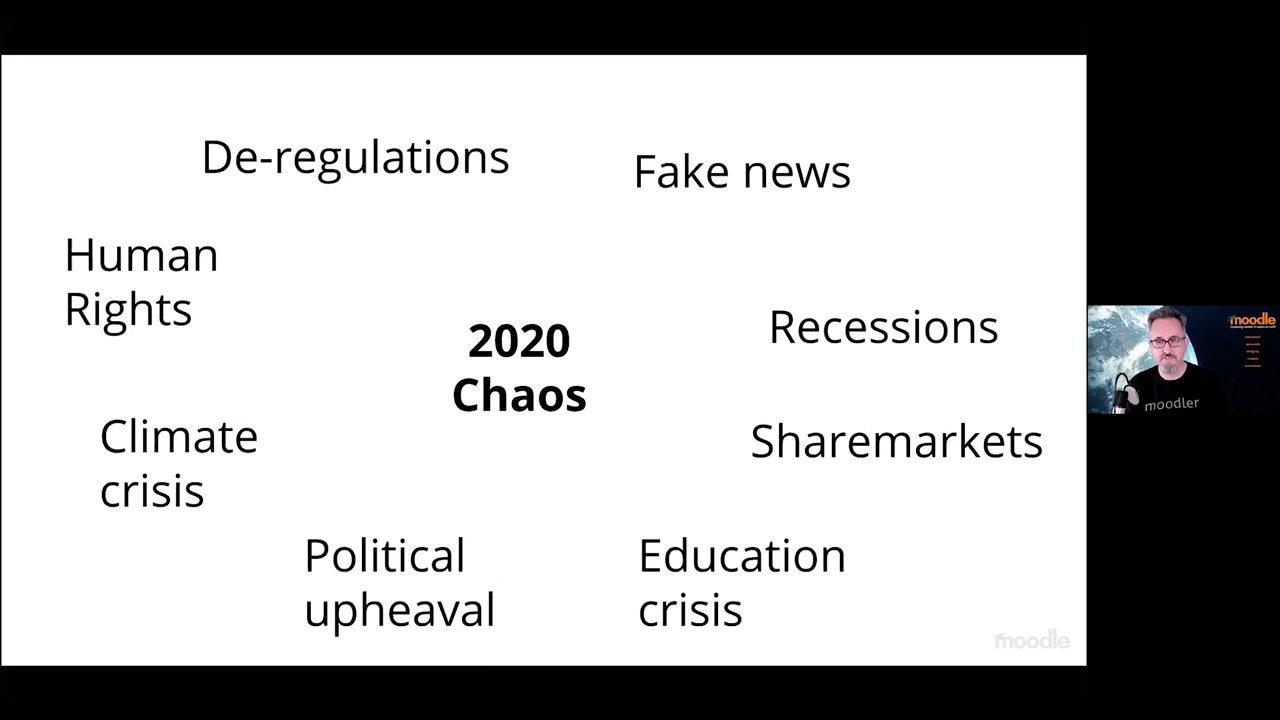 De-regulations
Fake news
Human
Rights
2020
Chaos
Recessions
Climate
crisis
Sharemarkets
Political
upheaval
Education
crisis
moodle
moodle
moodler